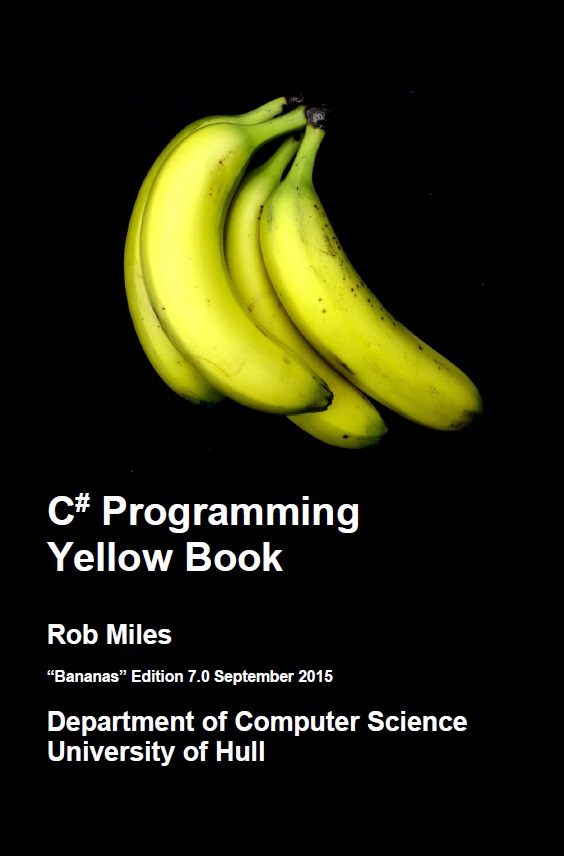 C# Programming
Yellow Book
Rob Miles
“Bananas” Edition 7.0 September 2015
Department of Computer Science
University of Hull